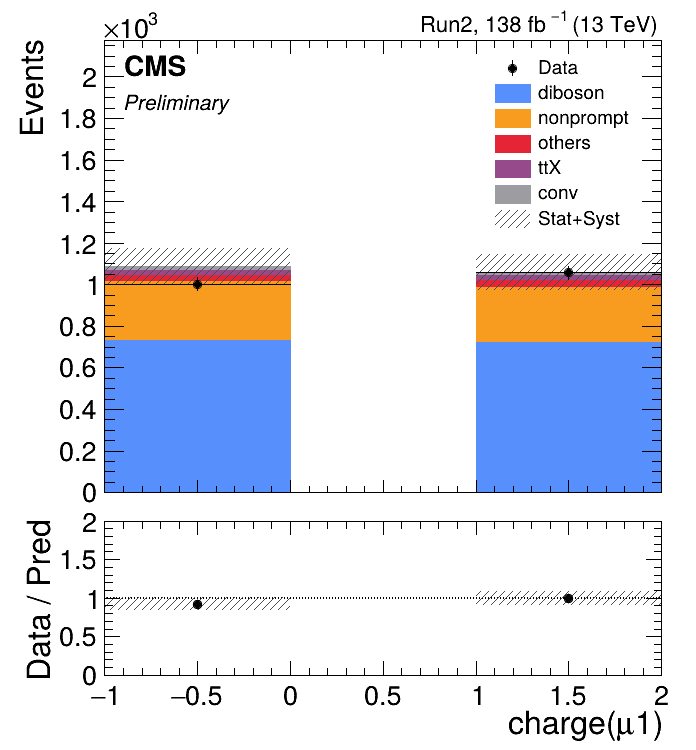 ×10³
Run2, 138 fb⁻¹ (13 TeV)
CMS
Preliminary
Data
diboson
nonprompt
others
ttX
conv
Stat+Syst
Events
2
1.8
1.6
1.4
1.2
1
0.8
0.6
0.4
0.2
0
Data / Pred
2
1.5
1
0.5
0
−1 −0.5 0 0.5 1 1.5 2
charge(μ1)